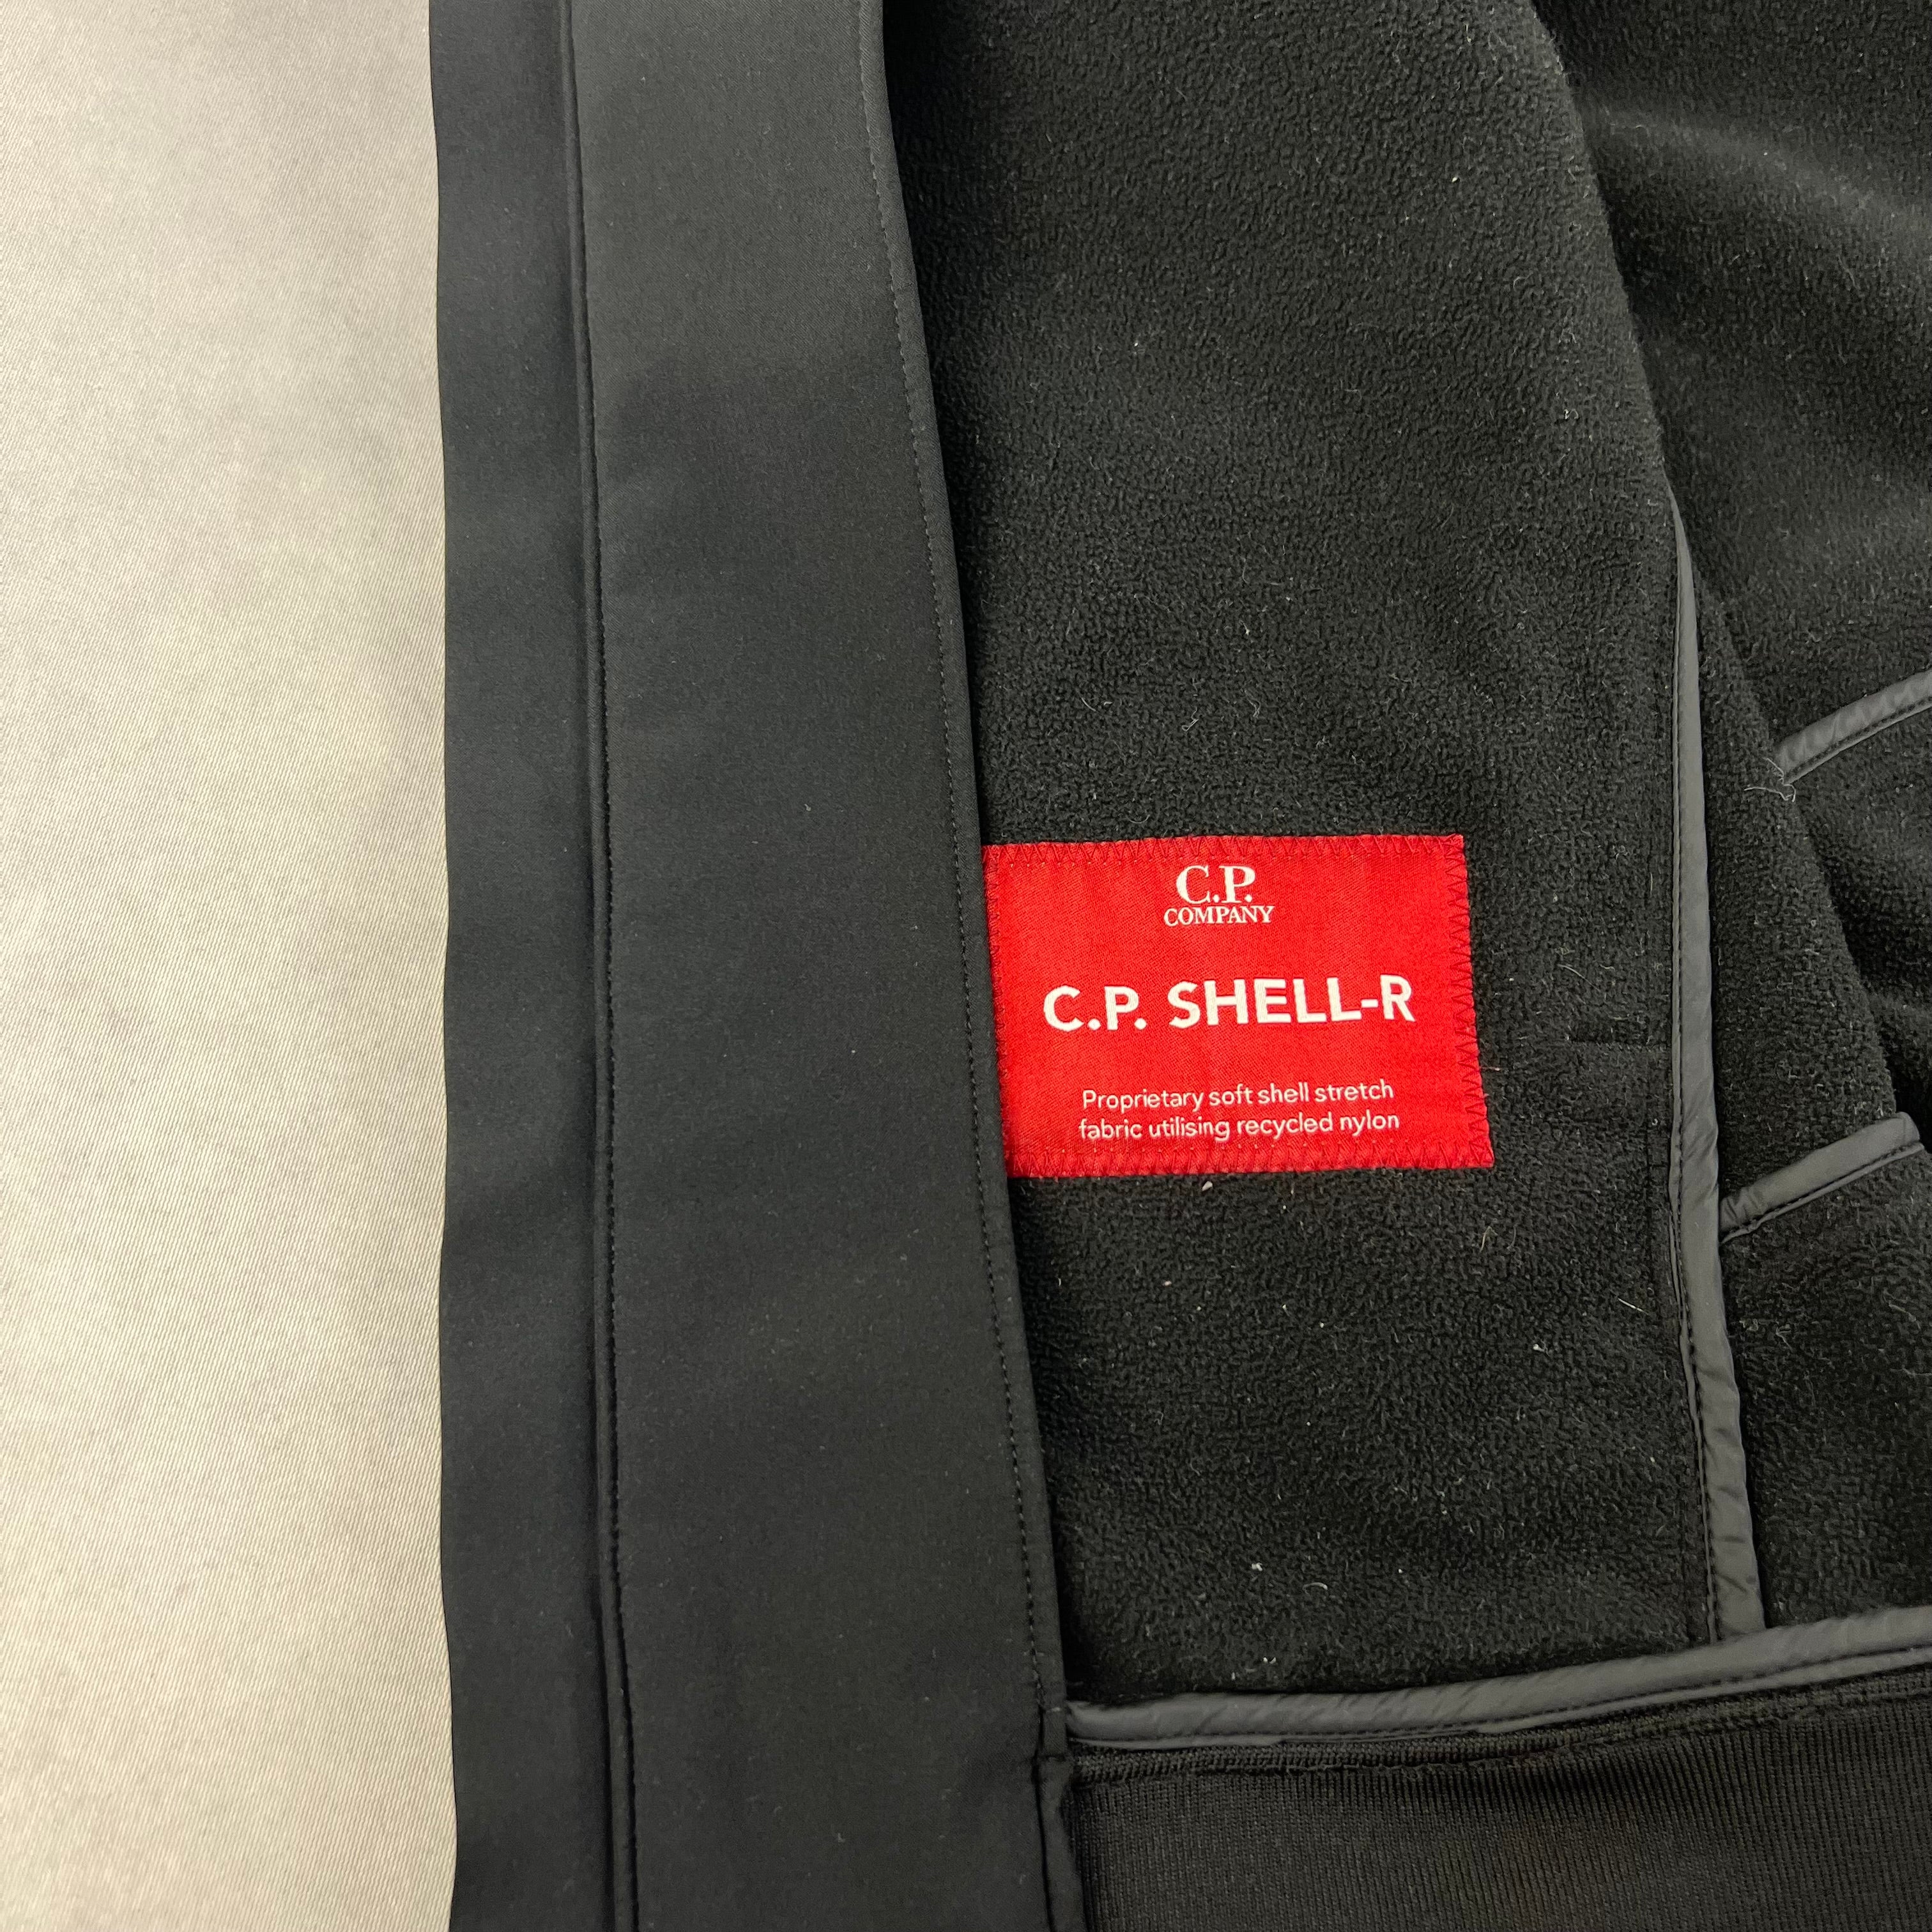 C.P.
COMPANY
C.P. SHELL-R
Proprietary soft shell stretch
fabric utilising recycled nylon